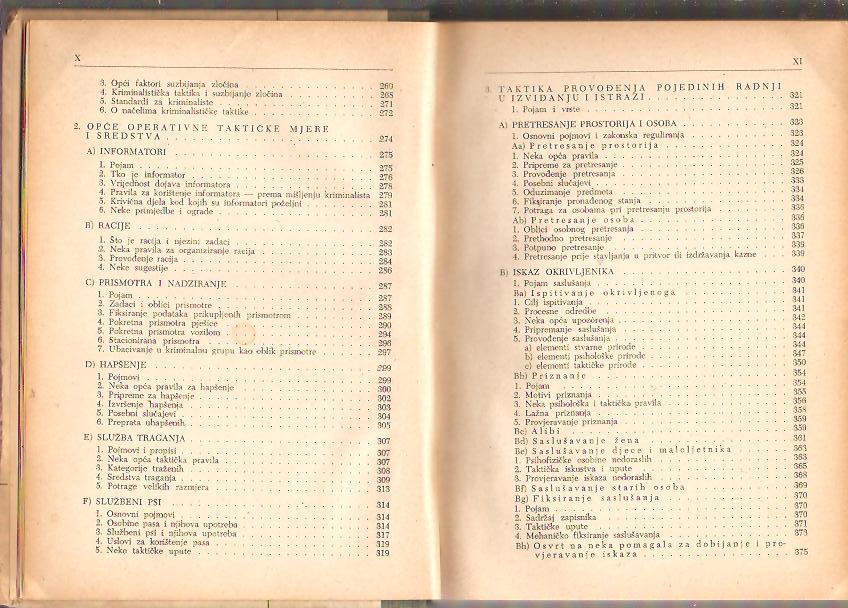 X
3. Opći faktori suzbijanja zločina 260
4. Kriminalistička taktika i suzbijanje zločina 268
5. Standardi za kriminaliste 271
6. O načelima kriminalističke taktike 272
2. OPĆE OPERATIVNE TAKTIČKE MJERE
I SREDSTVA 274
A) INFORMATORI 275
1. Pojam 275
2. Tko je informator 276
3. Vrijednost dojava informatora 278
4. Pravila za korištenje informatora — prema mišljenju kriminalista 279
5. Krivična djela kod kojih su informatori poželjni 281
6. Neke primjedbe i ograde 281
B) RACIJE 282
1. Što je racija i njezini zadaci 282
2. Neka pravila za organiziranje racija 283
3. Provođenje racija 284
4. Neke sugestije 286
C) PRISMOTRA I NADZIRANJE 287
1. Pojam 287
2. Zadaci i oblici prismotre 288
3. Fiksiranje podataka prikupljenih prismotrom 289
4. Pokretna prismotra pješice 290
5. Pokretna prismotra vozilom 294
6. Stacionirana prismotra 296
7. Ubacivanje u kriminalnu grupu kao oblik prismotre 297
D) HAPŠENJE 299
1. Pojmovi 299
2. Neka opća pravila za hapšenje 300
3. Pripreme za hapšenje 302
4. Izvršenje hapšenja 303
5. Posebni slučajevi 304
6. Preprata uhapšenih 305
E) SLUŽBA TRAGANJA 307
1. Pojmovi i propisi 307
2. Neka opća taktička pravila 307
3. Kategorije traženih 308
4. Sredstva traganja 309
5. Potrage velikih razmjera 313
F) SLUŽBENI PSI 314
1. Osnovni pojmovi 314
2. Osobine pasa i njihova upotreba 314
3. Službeni psi i njihova upotreba 317
4. Uslovi za korištenje pasa 319
5. Neke taktičke upute 319
XI
3. TAKTIKA PROVOĐENJA POJEDINIH RADNJI
U IZVIĐANJU I ISTRAZI 321
1. Pojam i vrste 321
A) PRETRESANJE PROSTORIJA I OSOBA 323
1. Osnovni pojmovi i zakonska reguliranja 323
Aa) Pretresanje prostorija 324
1. Neka opća pravila 324
2. Pripreme za pretresanje 325
3. Provođenje pretresanja 326
4. Posebni slučajevi 333
5. Oduzimanje predmeta 334
6. Fiksiranje pronađenog stanja 334
7. Potraga za osobama pri pretresanju prostorija 335
Ab) Pretresanje osoba 336
1. Oblici osobnog pretresanja 336
2. Prethodno pretresanje 337
3. Potpuno pretresanje 339
4. Pretresanje prije stavljanja u pritvor ili izdržavanja kazne 339
B) ISKAZ OKRIVLJENIKA 340
1. Pojam saslušanja 340
Ba) Ispitivanje okrivljenoga 341
1. Cilj ispitivanja 341
2. Procesne odredbe 341
3. Neka opća upozorenja 342
4. Pripremanje saslušanja 344
5. Provođenje saslušanja 344
a) elementi stvarne prirode 344
b) elementi psihološke prirode 347
c) elementi taktičke prirode 350
Bb) Priznanje 354
1. Pojam 354
2. Motivi priznanja 355
3. Neka psihološka i taktička pravila 356
4. Lažna priznanja 358
5. Provjeravanje priznanja 359
Bc) Alibi 359
Bd) Saslušavanje žena 361
Be) Saslušavanje djece i maloljetnika 363
1. Psihofizičke osobine nedoraslih 363
2. Taktička iskustva i upute 365
3. Provjeravanje iskaza nedoraslih 368
Bf) Saslušavanje starih osoba 369
Bg) Fiksiranje saslušanja 370
1. Pojam 370
2. Sadržaj zapisnika 370
3. Taktičke upute 371
4. Mehaničko fiksiranje saslušavanja 373
Bh) Osvrt na neka pomagala za dobijanje i pro-
vjeravanje iskaza 375